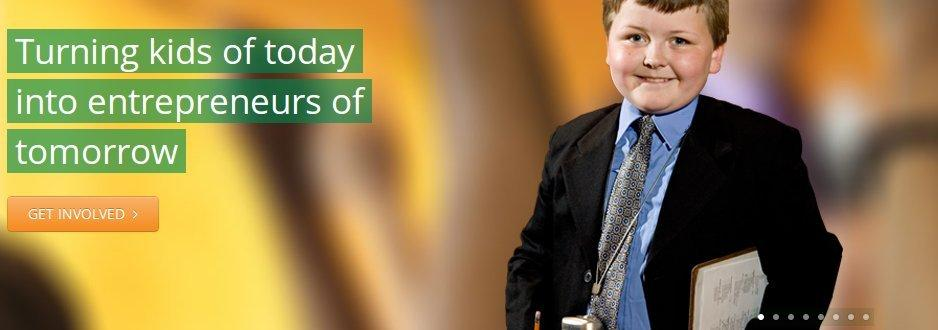 Turning kids of today
into entrepreneurs of
tomorrow
GET INVOLVED >